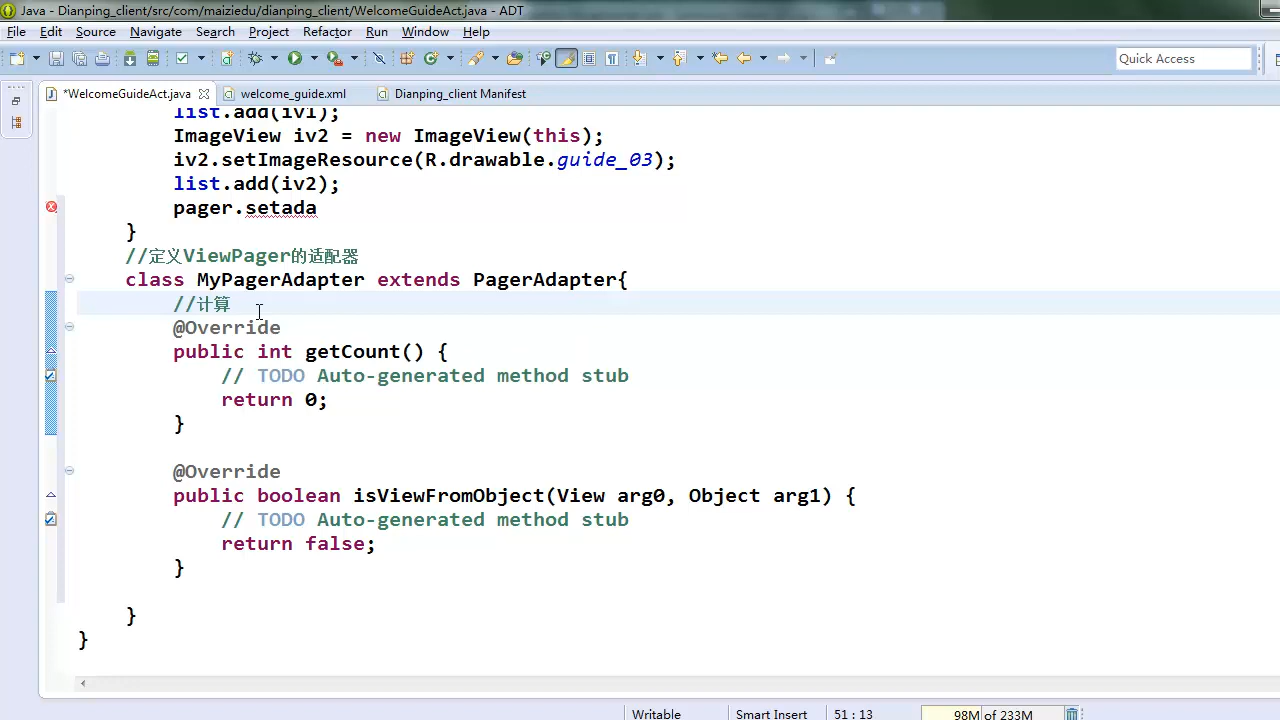 Java - Dianping_client/src/com/maiziedu/dianping_client/WelcomeGuideAct.java - ADT
File Edit Source Navigate Search Project Refactor Run Window Help
Quick Access
*WelcomeGuideAct.java welcome_guide.xml Dianping_client Manifest
list.add(iv1);
ImageView iv2 = new ImageView(this);
iv2.setImageResource(R.drawable.guide_03);
list.add(iv2);
pager.setada
}
//定义ViewPager的适配器
class MyPagerAdapter extends PagerAdapter{
//计算
@Override
public int getCount() {
// TODO Auto-generated method stub
return 0;
}
@Override
public boolean isViewFromObject(View arg0, Object arg1) {
// TODO Auto-generated method stub
return false;
}
}
}
Writable Smart Insert 51 : 13 98M of 233M